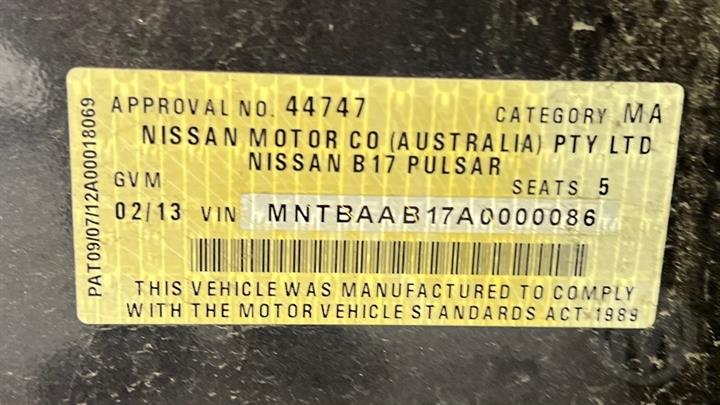 APPROVAL NO. 44747 CATEGORY MA
NISSAN MOTOR CO (AUSTRALIA) PTY LTD
NISSAN B17 PULSAR
GVM SEATS 5
02/13 VIN MNTBAAB17A0000086
THIS VEHICLE WAS MANUFACTURED TO COMPLY
WITH THE MOTOR VEHICLE STANDARDS ACT 1989
PAT09/07/12A00018069